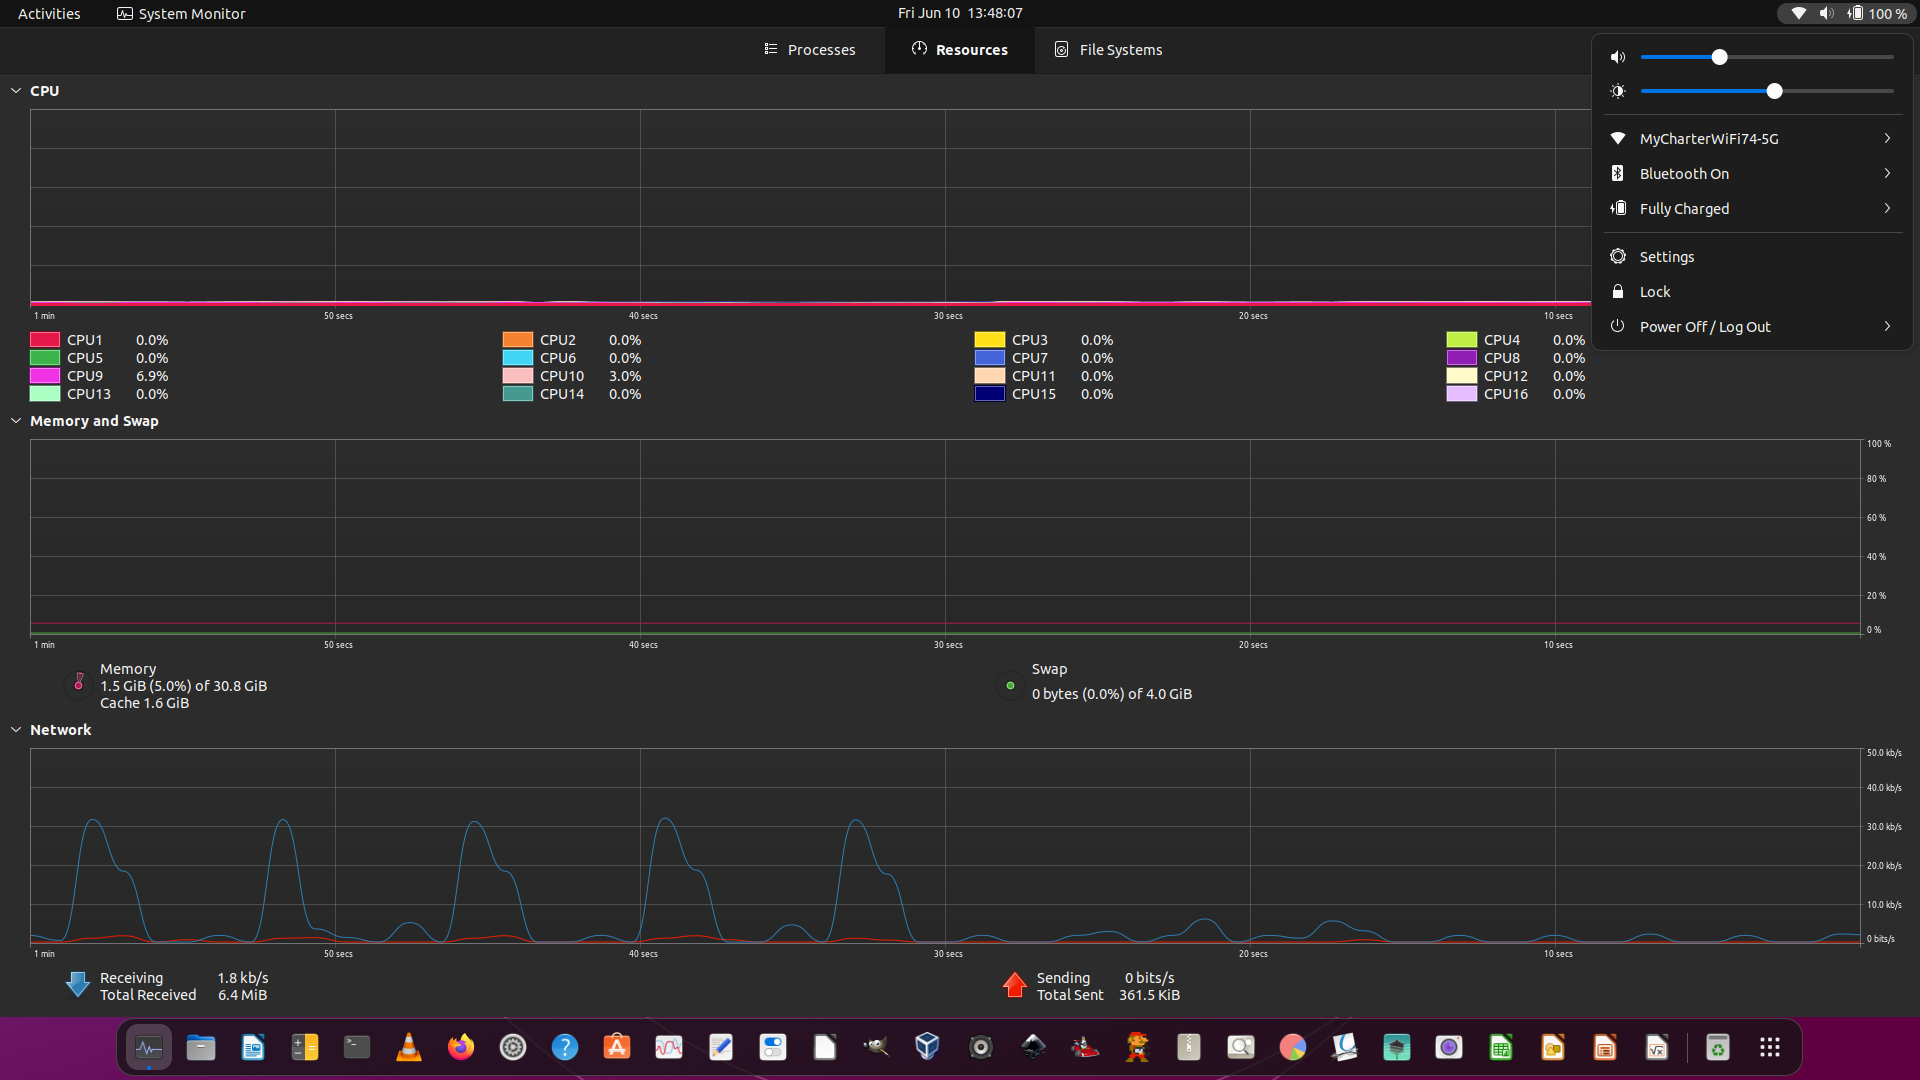 Activities
System Monitor
Fri Jun 10 13:48:07
100 %
Processes
Resources
File Systems
CPU
1 min
50 secs
40 secs
30 secs
20 secs
10 secs
CPU1 0.0%
CPU2 0.0%
CPU3 0.0%
CPU4 0.0%
CPU5 0.0%
CPU6 0.0%
CPU7 0.0%
CPU8 0.0%
CPU9 6.9%
CPU10 3.0%
CPU11 0.0%
CPU12 0.0%
CPU13 0.0%
CPU14 0.0%
CPU15 0.0%
CPU16 0.0%
MyCharterWiFi74-5G
Bluetooth On
Fully Charged
Settings
Lock
Power Off / Log Out
Memory and Swap
100 %
80 %
60 %
40 %
20 %
0 %
1 min
50 secs
40 secs
30 secs
20 secs
10 secs
Memory
1.5 GiB (5.0%) of 30.8 GiB
Cache 1.6 GiB
Swap
0 bytes (0.0%) of 4.0 GiB
Network
50.0 kb/s
40.0 kb/s
30.0 kb/s
20.0 kb/s
10.0 kb/s
0 bits/s
1 min
50 secs
40 secs
30 secs
20 secs
10 secs
Receiving 1.8 kb/s
Total Received 6.4 MiB
Sending 0 bits/s
Total Sent 361.5 KiB